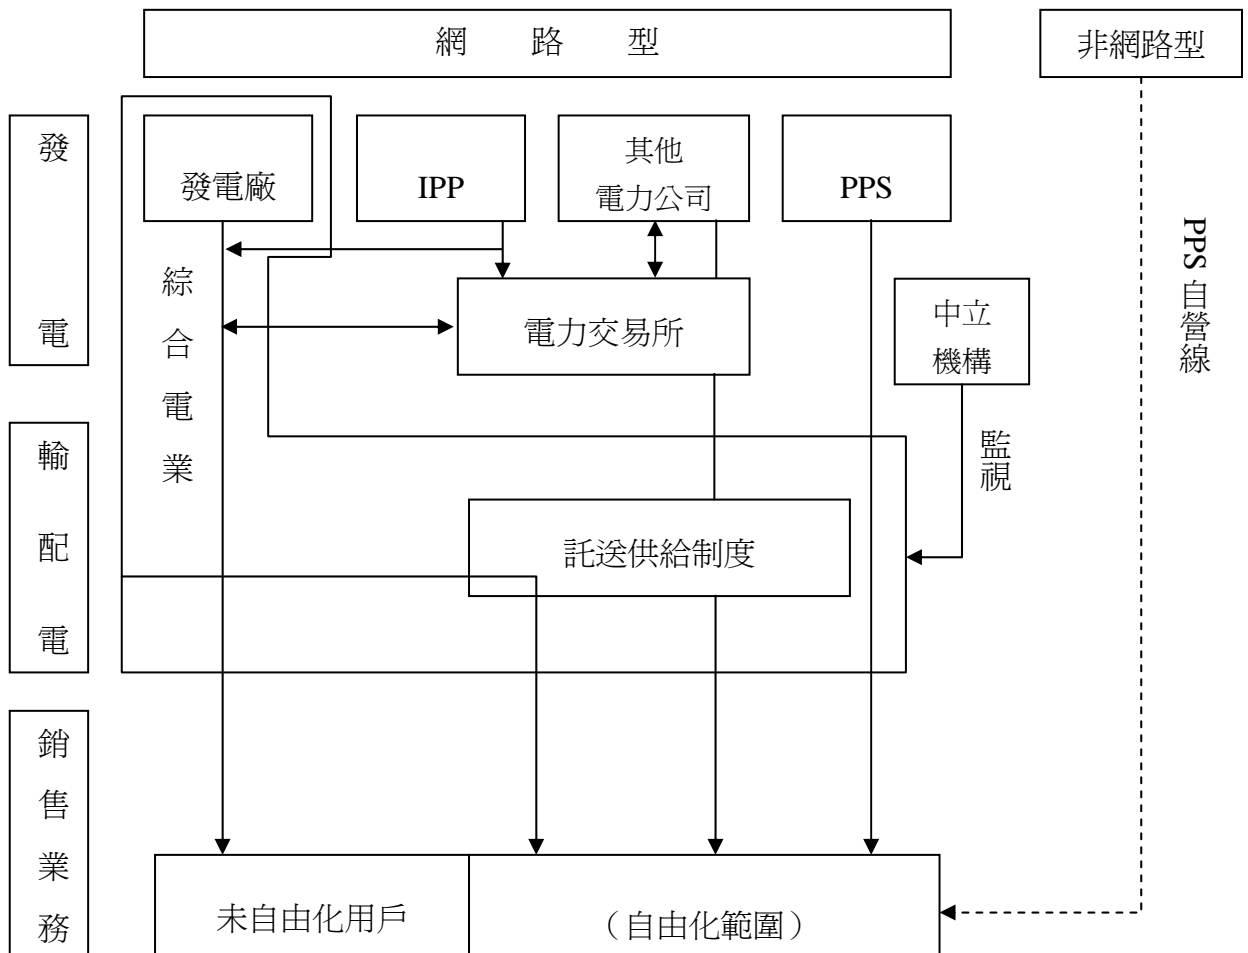 網路型
非網路型
發電
發電廠
IPP
其他
電力公司
PPS
PPS自營線
綜合電業
電力交易所
中立
機構
監視
輸配電
託送供給制度
銷售業務
未自由化用戶
（自由化範圍）